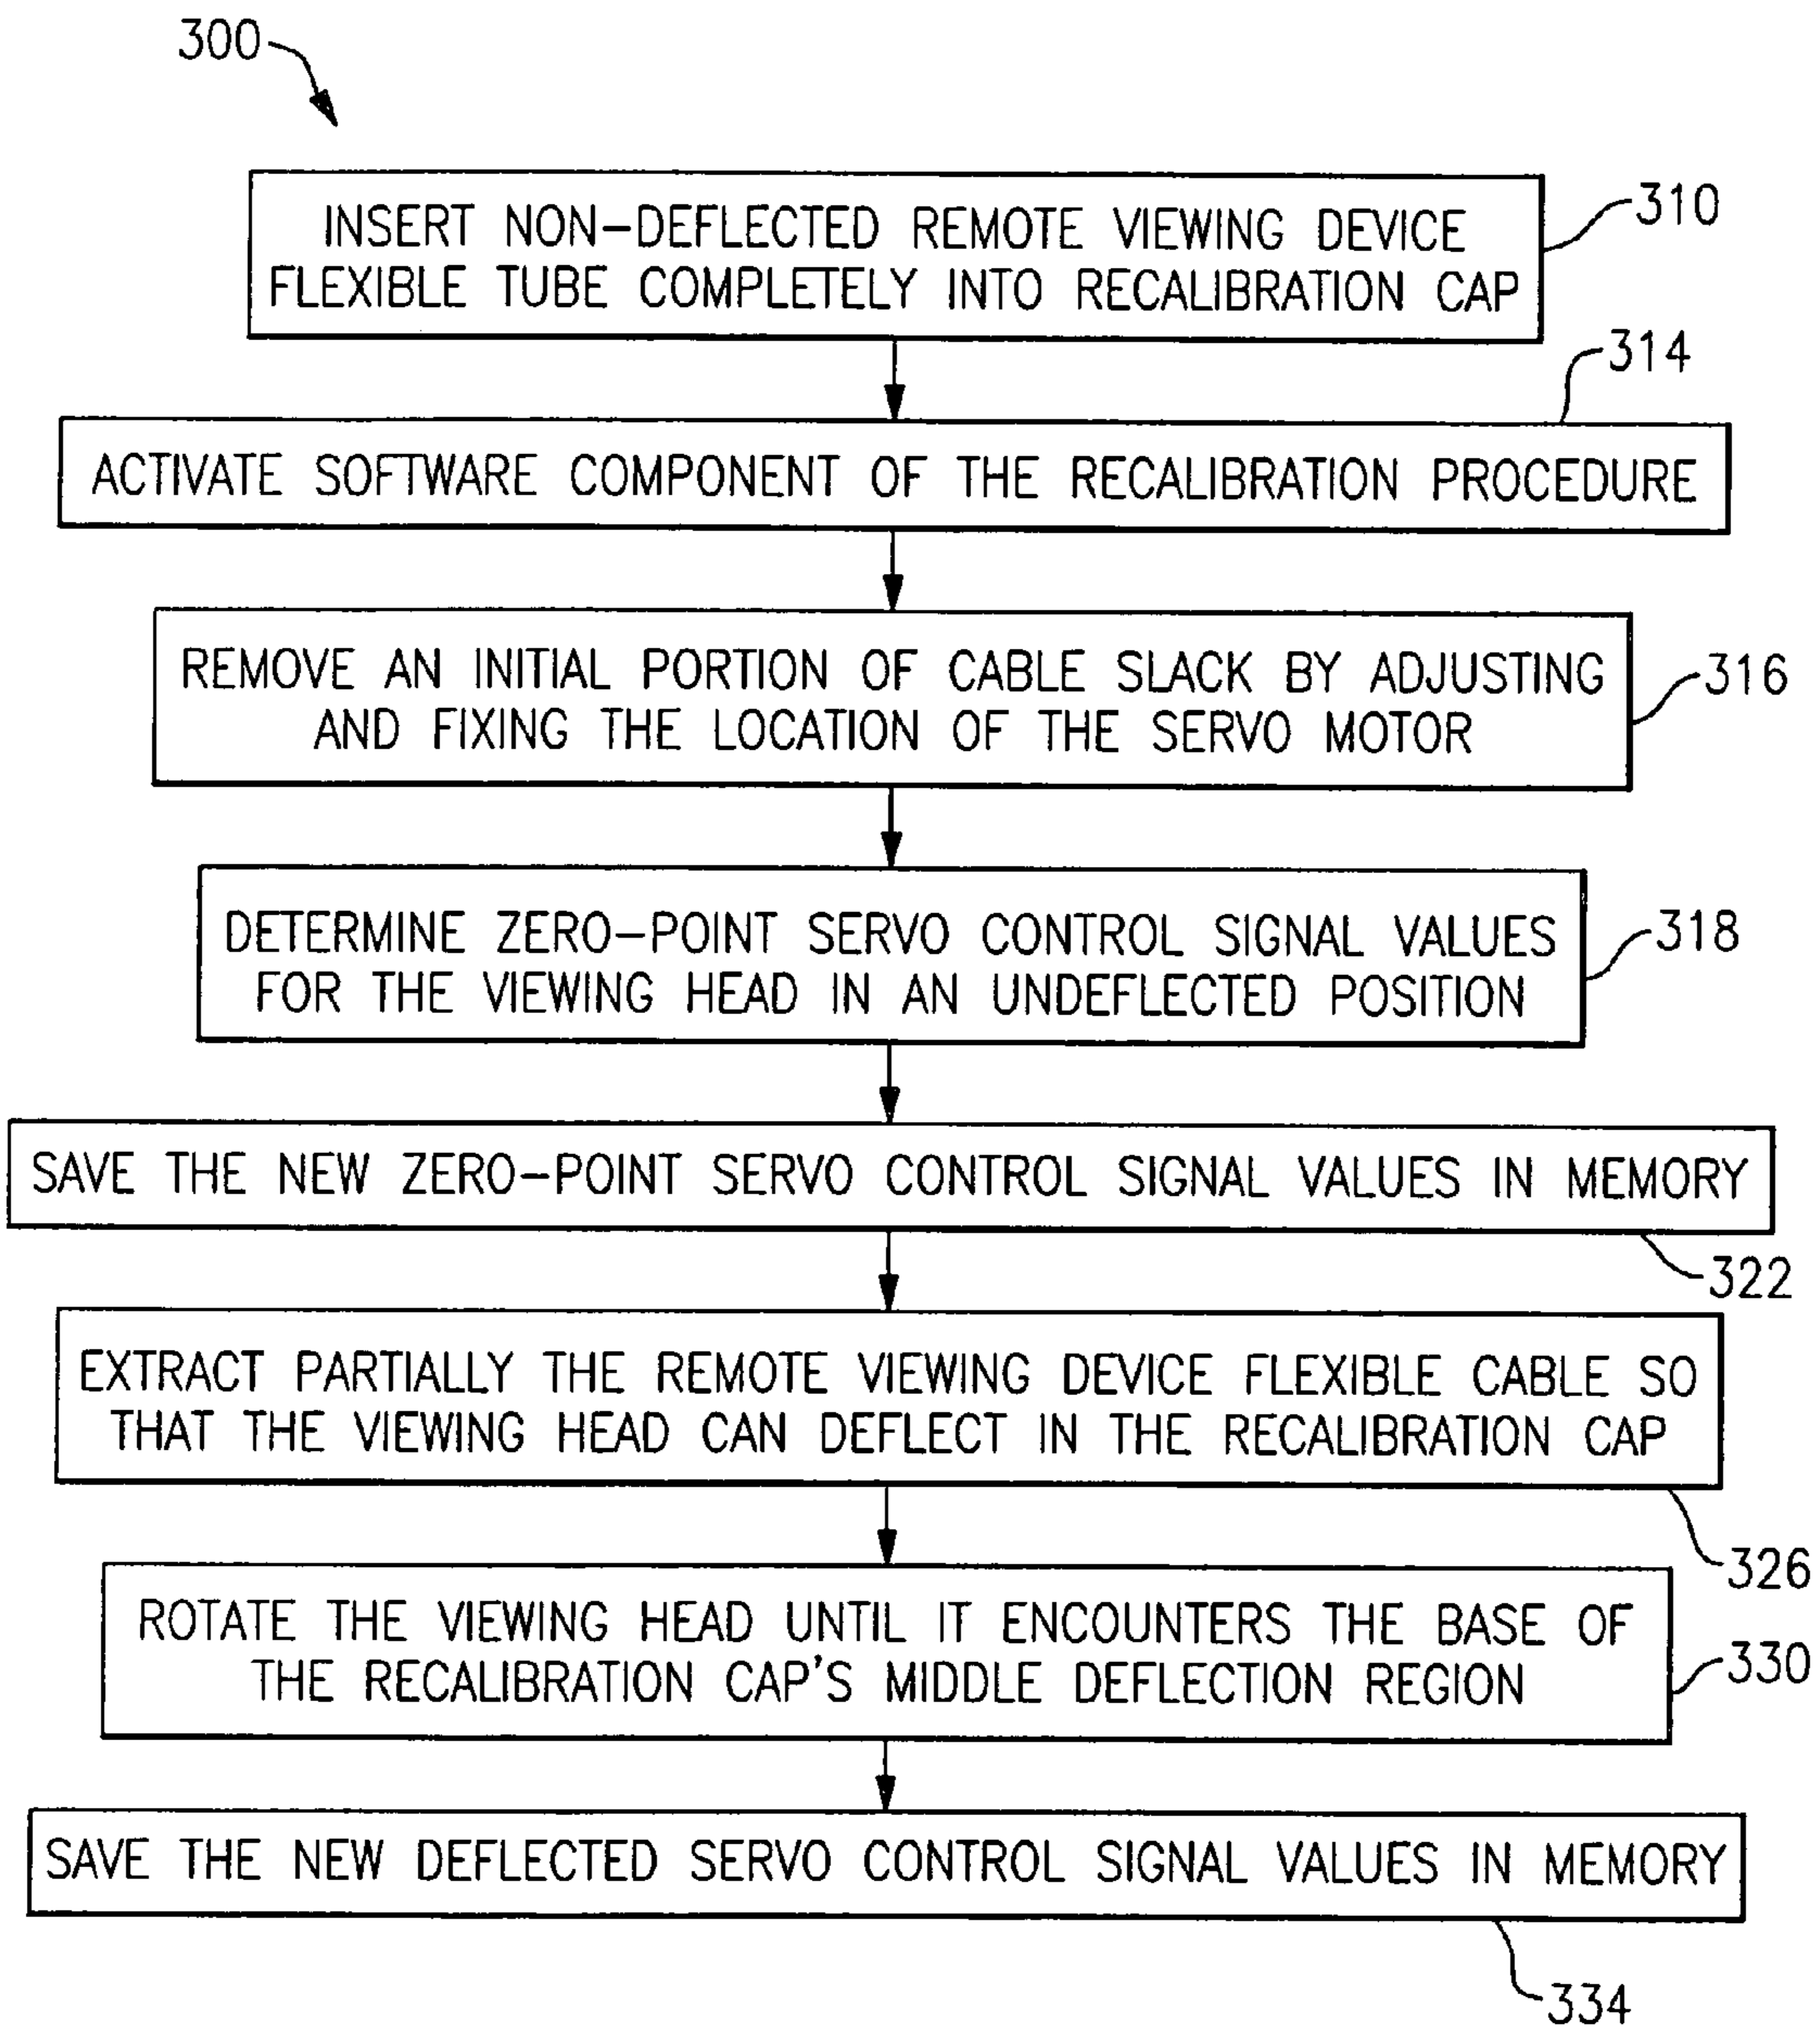 300
INSERT NON-DEFLECTED REMOTE VIEWING DEVICE
FLEXIBLE TUBE COMPLETELY INTO RECALIBRATION CAP
310
314
ACTIVATE SOFTWARE COMPONENT OF THE RECALIBRATION PROCEDURE
REMOVE AN INITIAL PORTION OF CABLE SLACK BY ADJUSTING
AND FIXING THE LOCATION OF THE SERVO MOTOR
316
DETERMINE ZERO-POINT SERVO CONTROL SIGNAL VALUES
FOR THE VIEWING HEAD IN AN UNDEFLECTED POSITION
318
SAVE THE NEW ZERO-POINT SERVO CONTROL SIGNAL VALUES IN MEMORY
322
EXTRACT PARTIALLY THE REMOTE VIEWING DEVICE FLEXIBLE CABLE SO
THAT THE VIEWING HEAD CAN DEFLECT IN THE RECALIBRATION CAP
326
ROTATE THE VIEWING HEAD UNTIL IT ENCOUNTERS THE BASE OF
THE RECALIBRATION CAP'S MIDDLE DEFLECTION REGION
330
SAVE THE NEW DEFLECTED SERVO CONTROL SIGNAL VALUES IN MEMORY
334